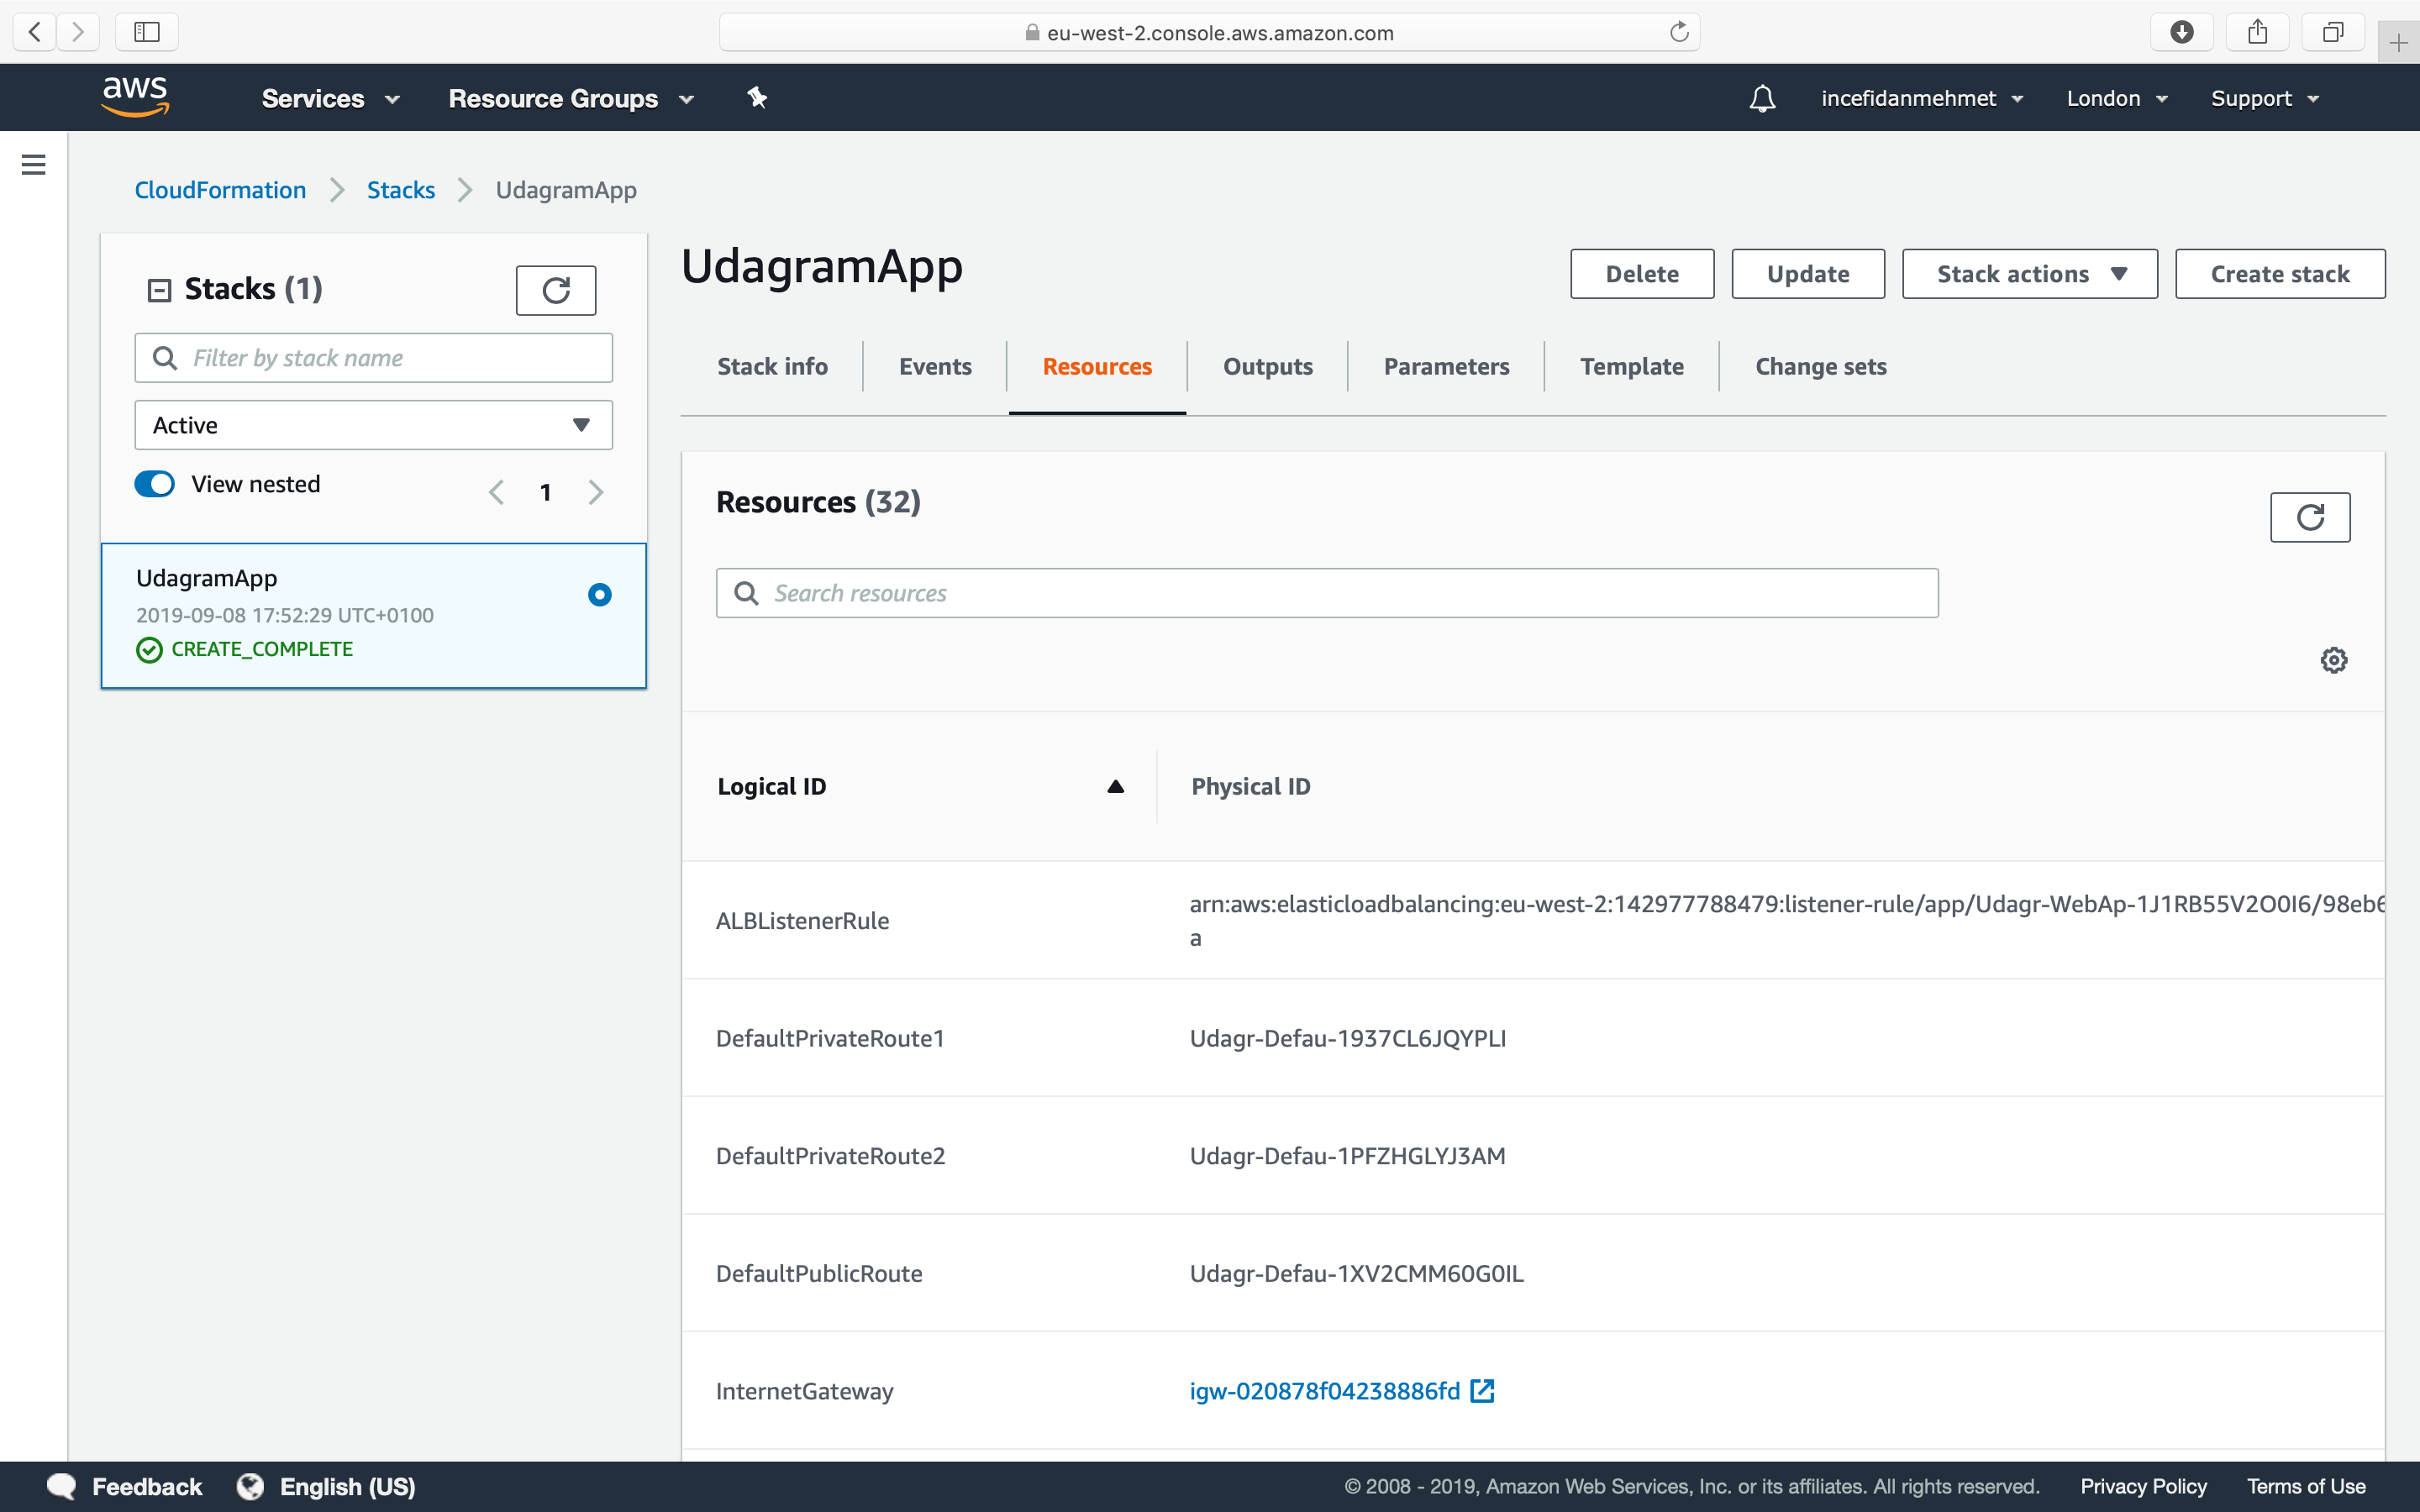 eu-west-2.console.aws.amazon.com
aws Services Resource Groups incefidanmehmet London Support
CloudFormation Stacks UdagramApp
Stacks (1)
Filter by stack name
Active
View nested 1
UdagramApp
2019-09-08 17:52:29 UTC+0100
CREATE_COMPLETE
UdagramApp
Delete Update Stack actions Create stack
Stack info Events Resources Outputs Parameters Template Change sets
Resources (32)
Search resources
Logical ID Physical ID
ALBListenerRule arn:aws:elasticloadbalancing:eu-west-2:142977788479:listener-rule/app/Udagr-WebAp-1J1RB55V2O0I6/98eb6
a
DefaultPrivateRoute1 Udagr-Defau-1937CL6JQYPLI
DefaultPrivateRoute2 Udagr-Defau-1PFZHGLYJ3AM
DefaultPublicRoute Udagr-Defau-1XV2CMM60G0IL
InternetGateway igw-020878f04238886fd
Feedback English (US) © 2008 - 2019, Amazon Web Services, Inc. or its affiliates. All rights reserved. Privacy Policy Terms of Use